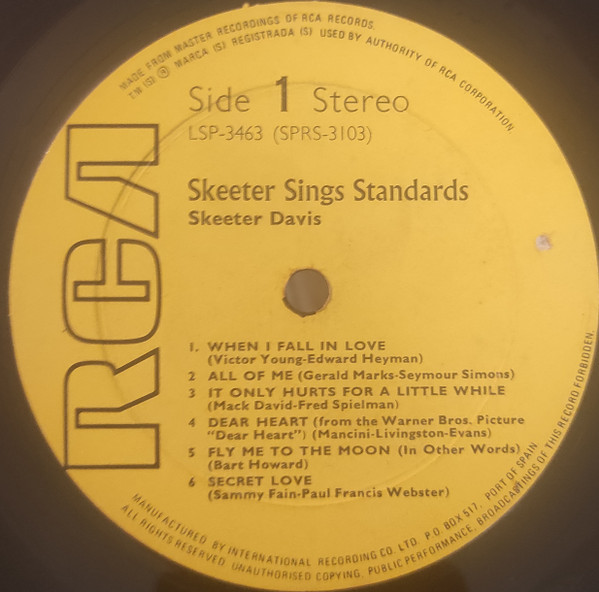 MADE FROM MASTER RECORDINGS OF RCA RECORDS.
TM (S) ® MARCA (S) REGISTRADA (S) USED BY AUTHORITY OF RCA CORPORATION.
Side 1 Stereo
LSP-3463 (SPRS-3103)
RCA
Skeeter Sings Standards
Skeeter Davis
1. WHEN I FALL IN LOVE
(Victor Young-Edward Heyman)
2 ALL OF ME (Gerald Marks-Seymour Simons)
3 IT ONLY HURTS FOR A LITTLE WHILE
(Mack David-Fred Spielman)
4 DEAR HEART (from the Warner Bros. Picture
"Dear Heart") (Mancini-Livingston-Evans)
5 FLY ME TO THE MOON (In Other Words)
(Bart Howard)
6 SECRET LOVE
(Sammy Fain-Paul Francis Webster)
MANUFACTURED BY INTERNATIONAL RECORDING CO. LTD P.O. BOX 517, PORT OF SPAIN
ALL RIGHTS RESERVED UNAUTHORISED COPYING, PUBLIC PERFORMANCE, BROADCASTINGS OF THIS RECORD FORBIDDEN.